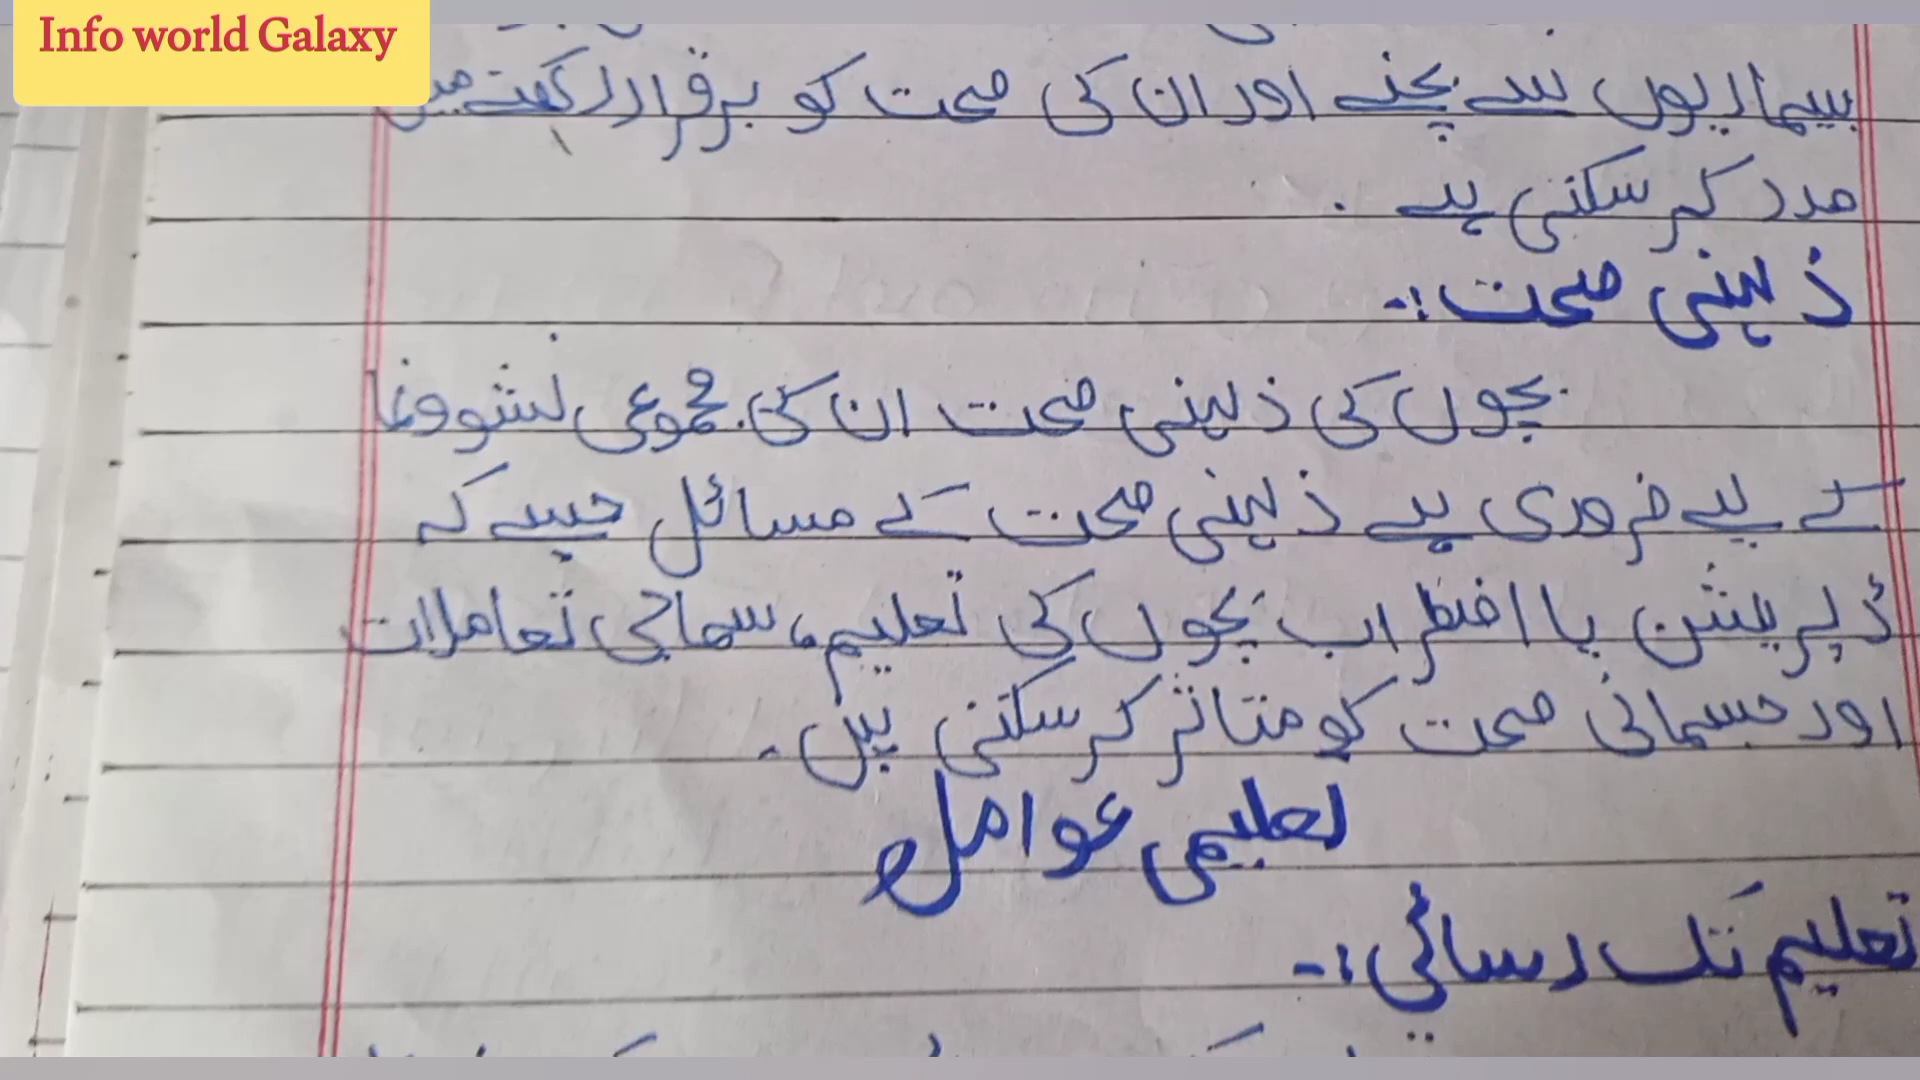 Info world Galaxy
بیماریوں سے بچنے اور ان کی صحت کو برقرار رکھنے میں
مدد کر سکتی ہے .
ذہنی صحت :-
بچوں کی ذہنی صحت ان کی مجموعی نشوونما
کے لیے ضروری ہے ذہنی صحت کے مسائل جیسے کہ
ڈپریشن یا اضطراب بچوں کی تعلیم، سماجی تعاملات
اور جسمانی صحت کو متاثر کر سکتی ہیں -
تعلیمی عوامل
تعلیم تک رسائی :-